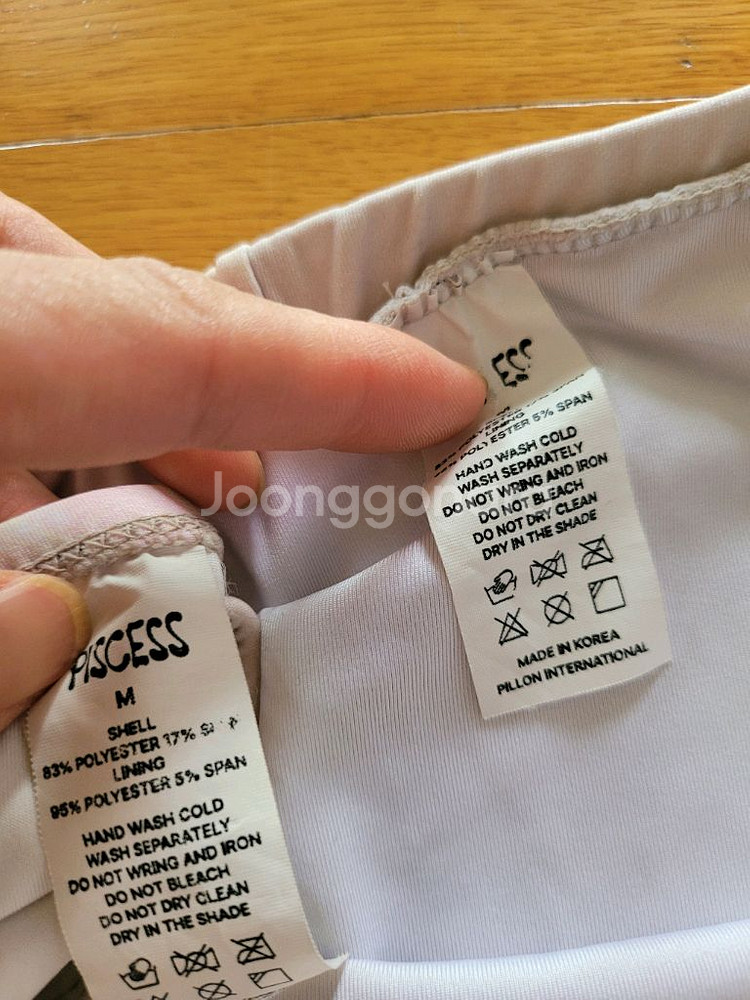 ESS
M
LINING
POLYESTER 5% SPAN
HAND WASH COLD
WASH SEPARATELY
DO NOT WRING AND IRON
DO NOT BLEACH
DO NOT DRY CLEAN
DRY IN THE SHADE
MADE IN KOREA
PILLON INTERNATIONAL
Joonggo
PISCESS
M
SHELL
83% POLYESTER 17%
LINING
95% POLYESTER 5% SPAN
HAND WASH COLD
WASH SEPARATELY
DO NOT WRING AND IRON
DO NOT BLEACH
DO NOT DRY CLEAN
DRY IN THE SHADE